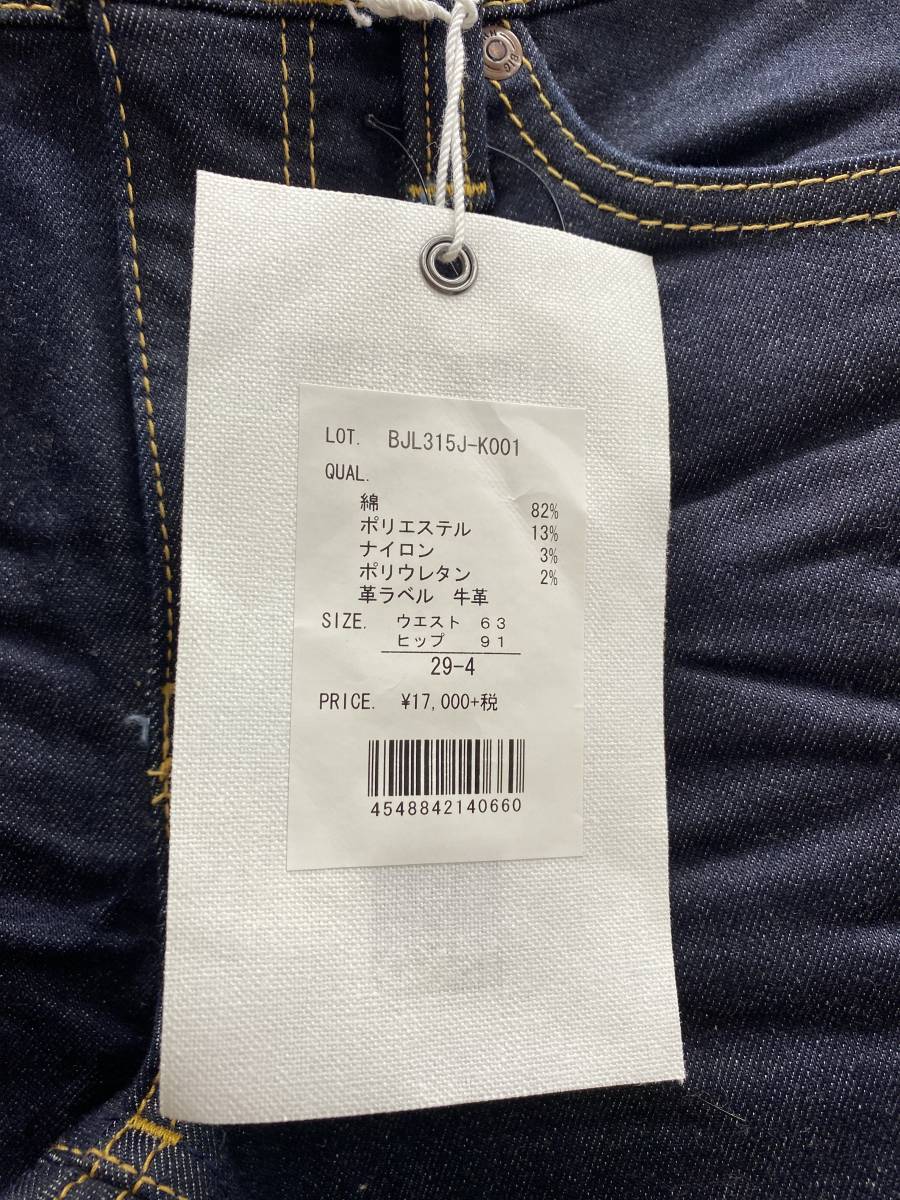 LOT. BJL315J-K001
QUAL.
綿 82%
ポリエステル 13%
ナイロン 3%
ポリウレタン 2%
革ラベル 牛革
SIZE. ウエスト 63
ヒップ 91
29-4
PRICE. ¥17,000+税
4548842140660